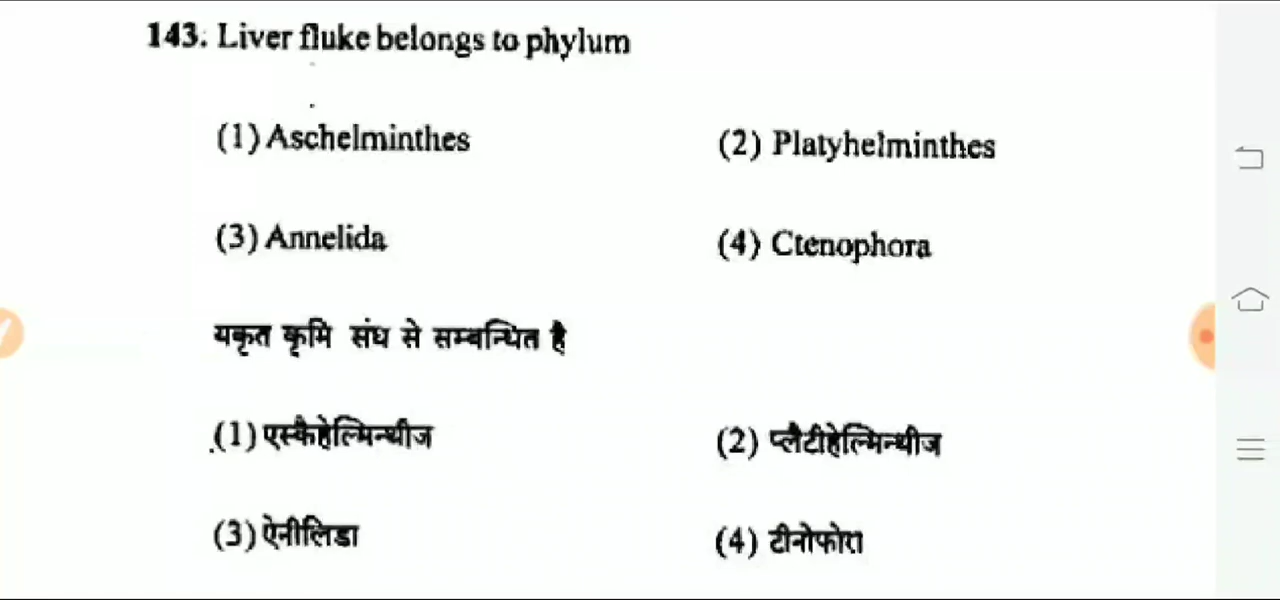 143. Liver fluke belongs to phylum
(1) Aschelminthes
(2) Platyhelminthes
(3) Annelida
(4) Ctenophora
यकृत कृमि संघ से सम्बन्धित है
(1) एस्कैहेल्मिन्थीज
(2) प्लैटीहेल्मिन्थीज
(3) ऐनीलिडा
(4) टीनोफोरा